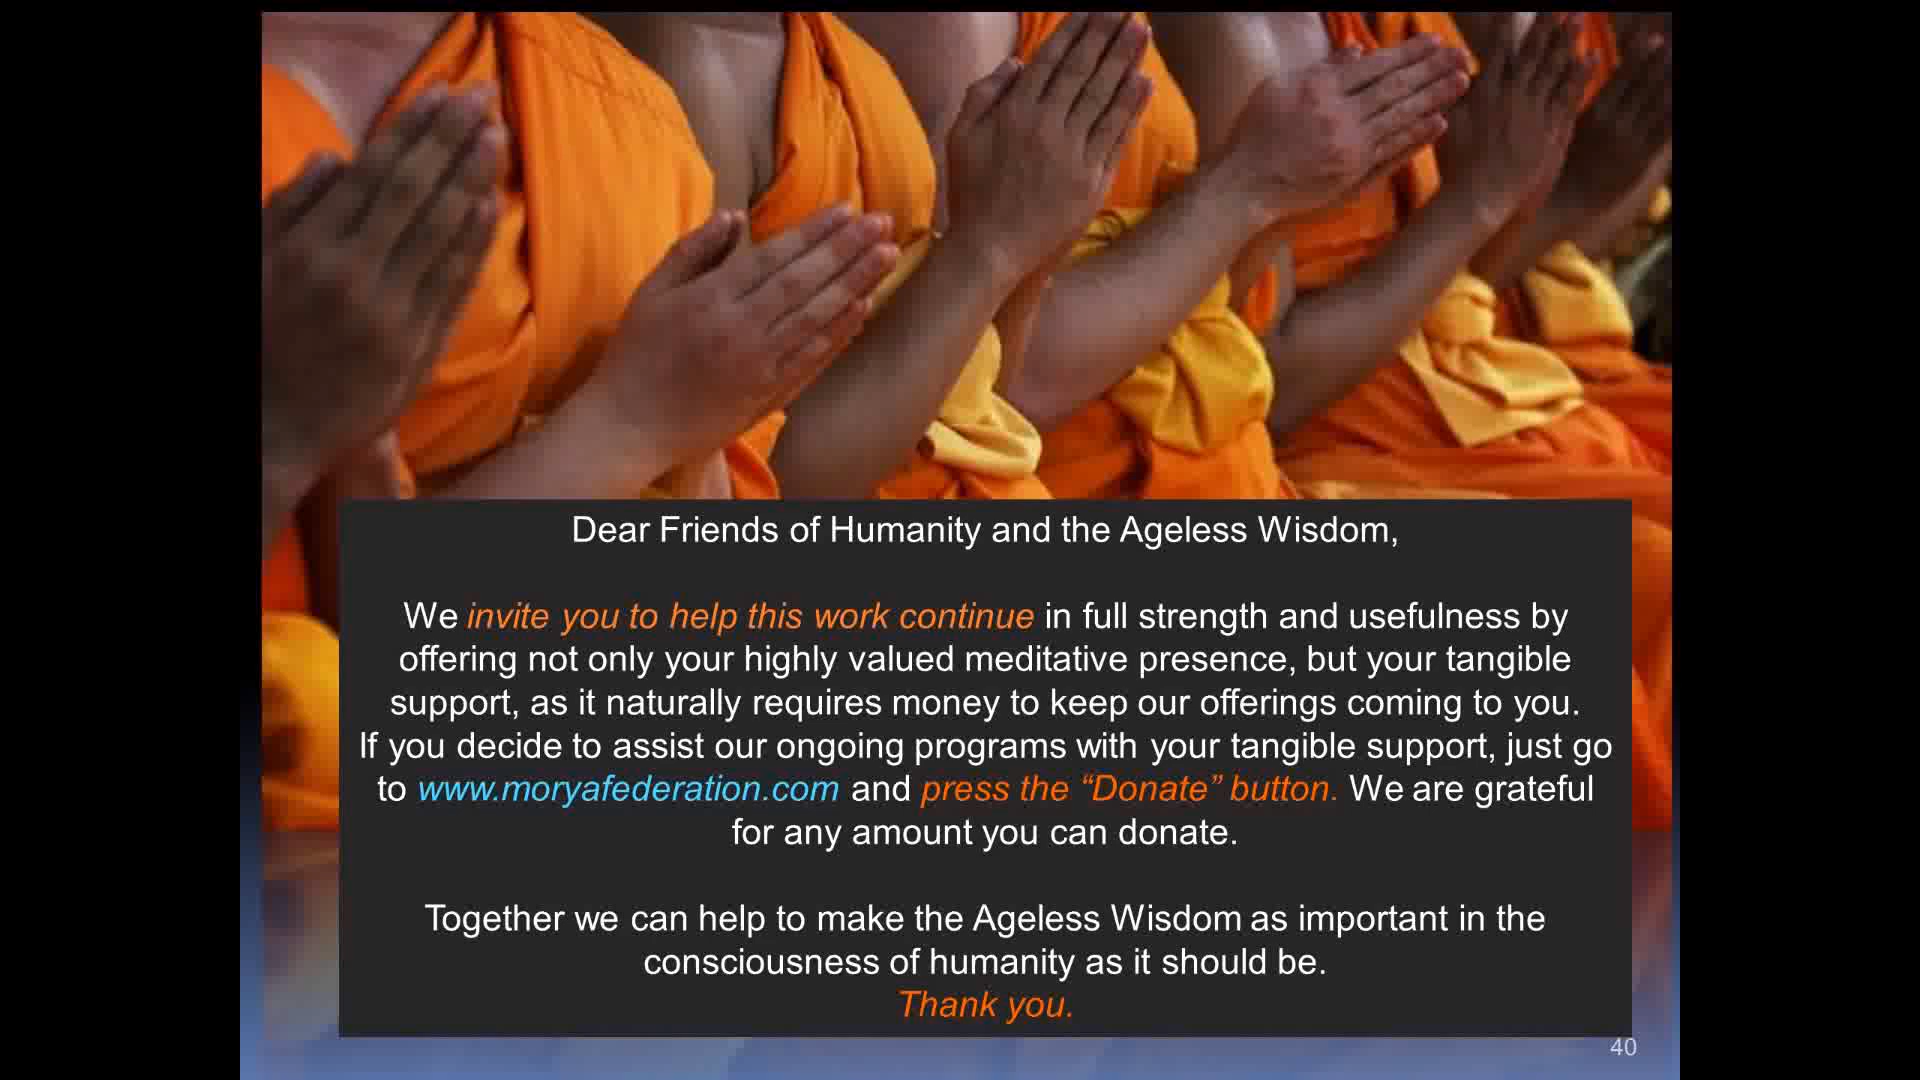 Dear Friends of Humanity and the Ageless Wisdom,
We invite you to help this work continue in full strength and usefulness by
offering not only your highly valued meditative presence, but your tangible
support, as it naturally requires money to keep our offerings coming to you.
If you decide to assist our ongoing programs with your tangible support, just go
to www.moryafederation.com and press the “Donate” button. We are grateful
for any amount you can donate.
Together we can help to make the Ageless Wisdom as important in the
consciousness of humanity as it should be.
Thank you.
40